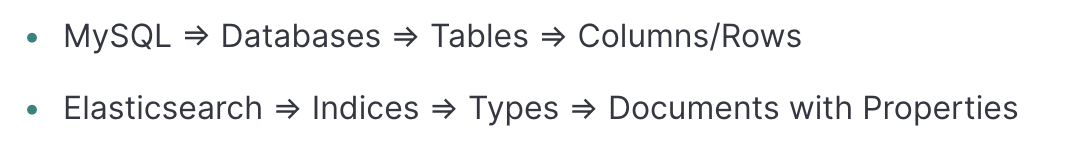 • MySQL ⇒ Databases ⇒ Tables ⇒ Columns/Rows
• Elasticsearch ⇒ Indices ⇒ Types ⇒ Documents with Properties